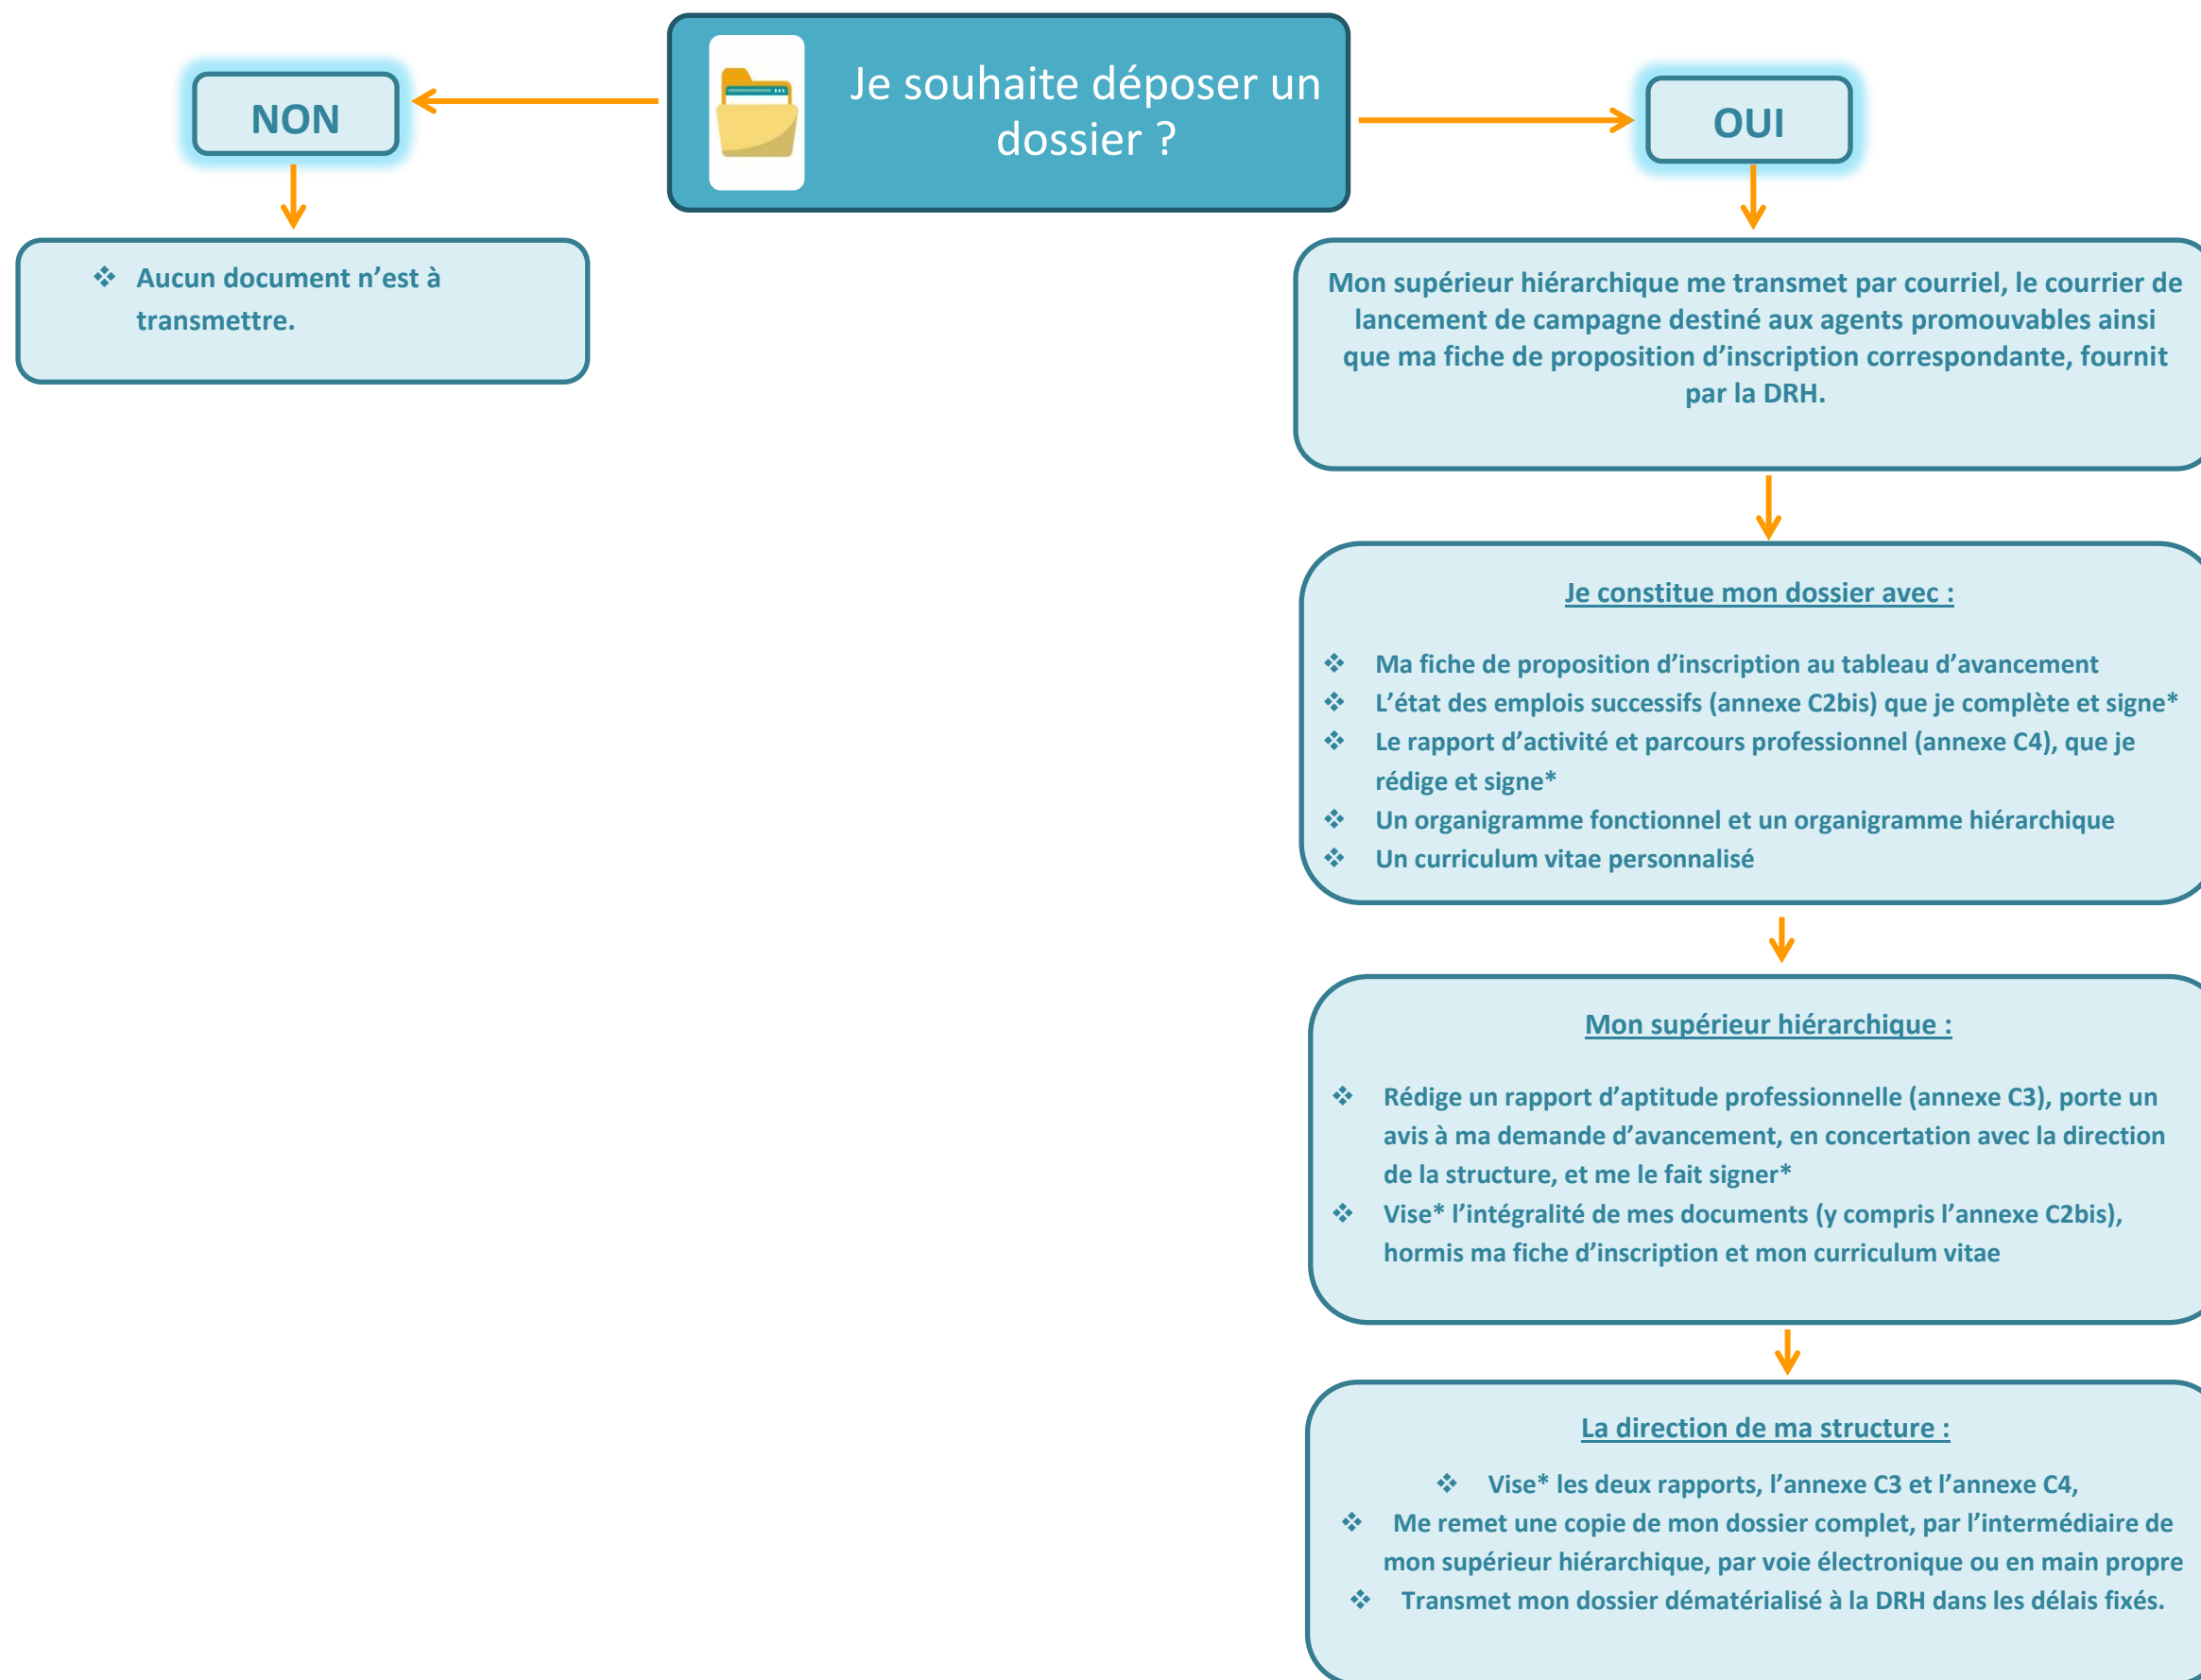 Je souhaite déposer un
dossier ?
NON
OUI
❖ Aucun document n’est à
transmettre.
Mon supérieur hiérarchique me transmet par courriel, le courrier de
lancement de campagne destiné aux agents promouvables ainsi
que ma fiche de proposition d’inscription correspondante, fournit
par la DRH.
Je constitue mon dossier avec :
❖ Ma fiche de proposition d’inscription au tableau d’avancement
❖ L’état des emplois successifs (annexe C2bis) que je complète et signe*
❖ Le rapport d’activité et parcours professionnel (annexe C4), que je
rédige et signe*
❖ Un organigramme fonctionnel et un organigramme hiérarchique
❖ Un curriculum vitae personnalisé
Mon supérieur hiérarchique :
❖ Rédige un rapport d’aptitude professionnelle (annexe C3), porte un
avis à ma demande d’avancement, en concertation avec la direction
de la structure, et me le fait signer*
❖ Vise* l’intégralité de mes documents (y compris l’annexe C2bis),
hormis ma fiche d’inscription et mon curriculum vitae
La direction de ma structure :
❖ Vise* les deux rapports, l’annexe C3 et l’annexe C4,
❖ Me remet une copie de mon dossier complet, par l’intermédiaire de
mon supérieur hiérarchique, par voie électronique ou en main propre
❖ Transmet mon dossier dématérialisé à la DRH dans les délais fixés.